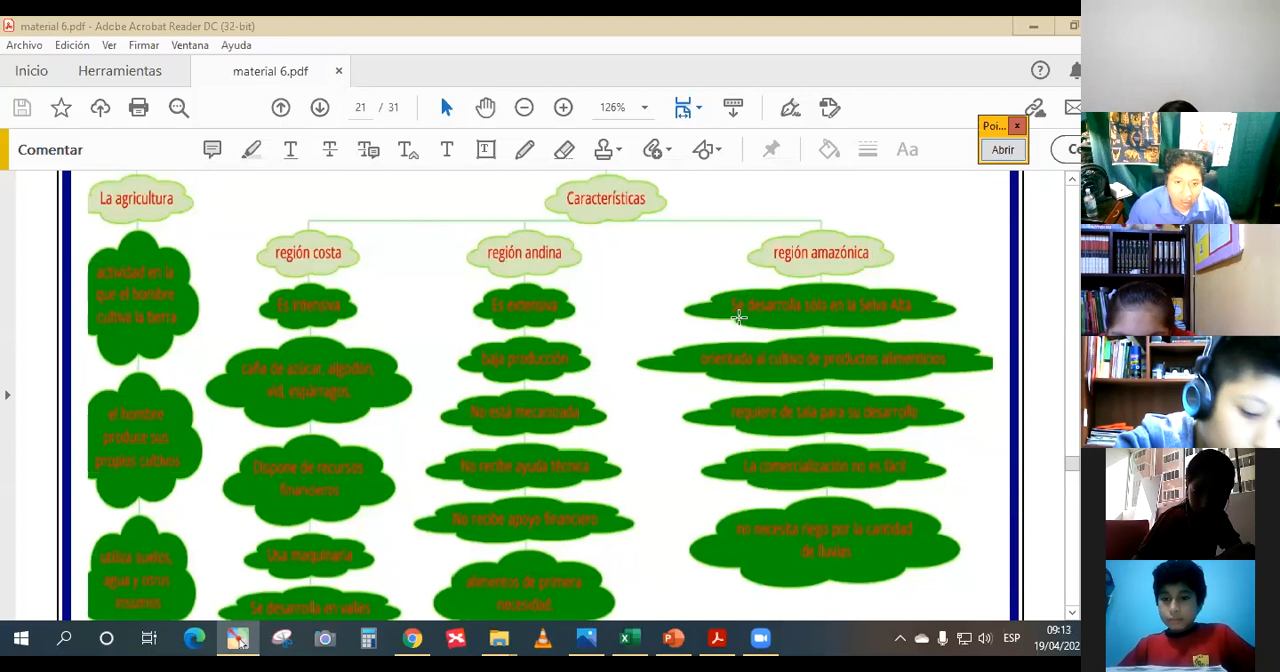 material 6.pdf - Adobe Acrobat Reader DC (32-bit)
Archivo Edición Ver Firmar Ventana Ayuda
Inicio Herramientas material 6.pdf ×
21 / 31 126%
Poi... ×
Comentar
Abrir
Aa
La agricultura
actividad en la
que el hombre
cultiva la tierra
el hombre
produce sus
propios cultivos
utiliza suelos,
agua y otros
insumos
Características
región costa
Es intensiva
caña de azúcar, algodón,
vid, espárragos.
Dispone de recursos
financieros
Usa maquinaria
Se desarrolla en valles
región andina
Es extensiva
baja producción
No está mecanizada
No recibe ayuda técnica
No recibe apoyo financiero
alimentos de primera
necesidad.
región amazónica
Se desarrolla solo en la Selva Alta
orientada al cultivo de productos alimenticios
requiere de tala para su desarrollo
La comercialización no es fácil
no necesita riego por la cantidad
de lluvias
ESP
09:13
19/04/202